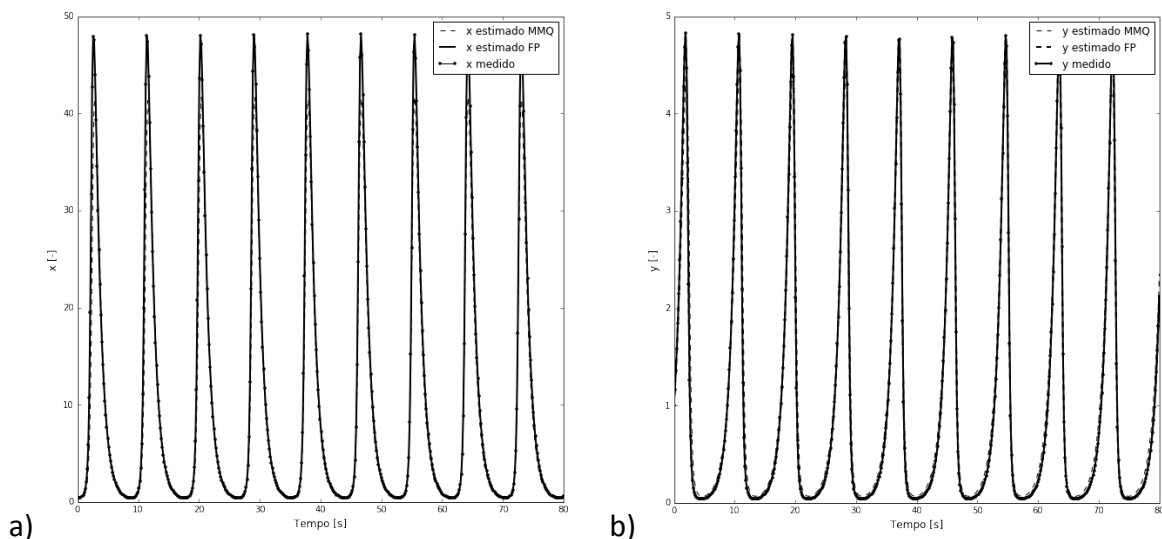 50
40
30
20
10
0
x [-]
0 10 20 30 40 50 60 70 80
Tempo [s]
x estimado MMQ
x estimado FP
x medido
a)
5
4
3
2
1
0
y [-]
0 10 20 30 40 50 60 70 80
Tempo [s]
y estimado MMQ
y estimado FP
y medido
b)